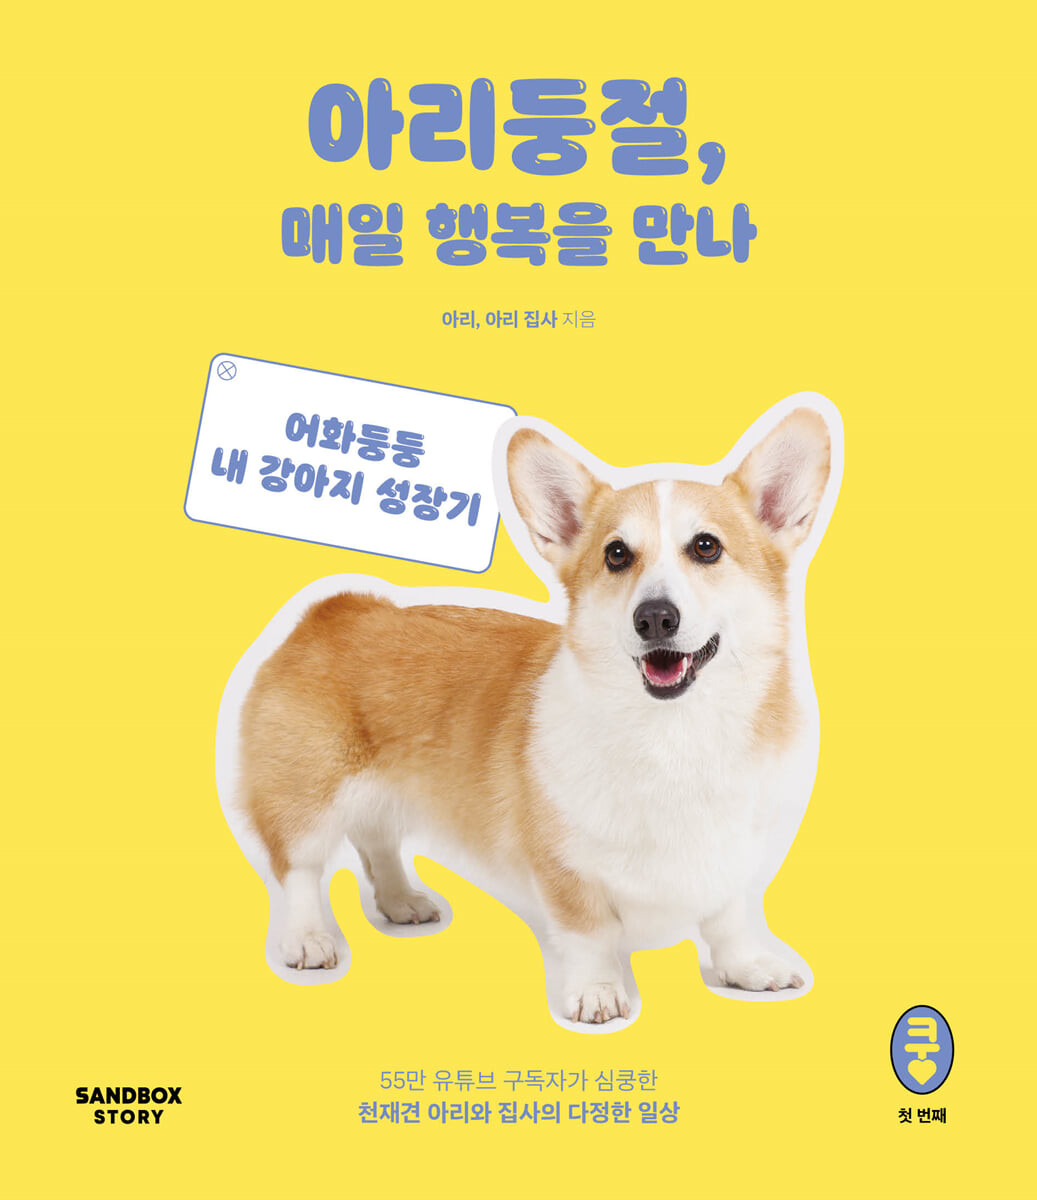 아리둥절,
매일 행복을 만나
아리, 아리 집사 지음
어화둥둥
내 강아지 성장기
55만 유튜브 구독자가 심쿵한
천재견 아리와 집사의 다정한 일상
SANDBOX
STORY
쿵
첫 번째